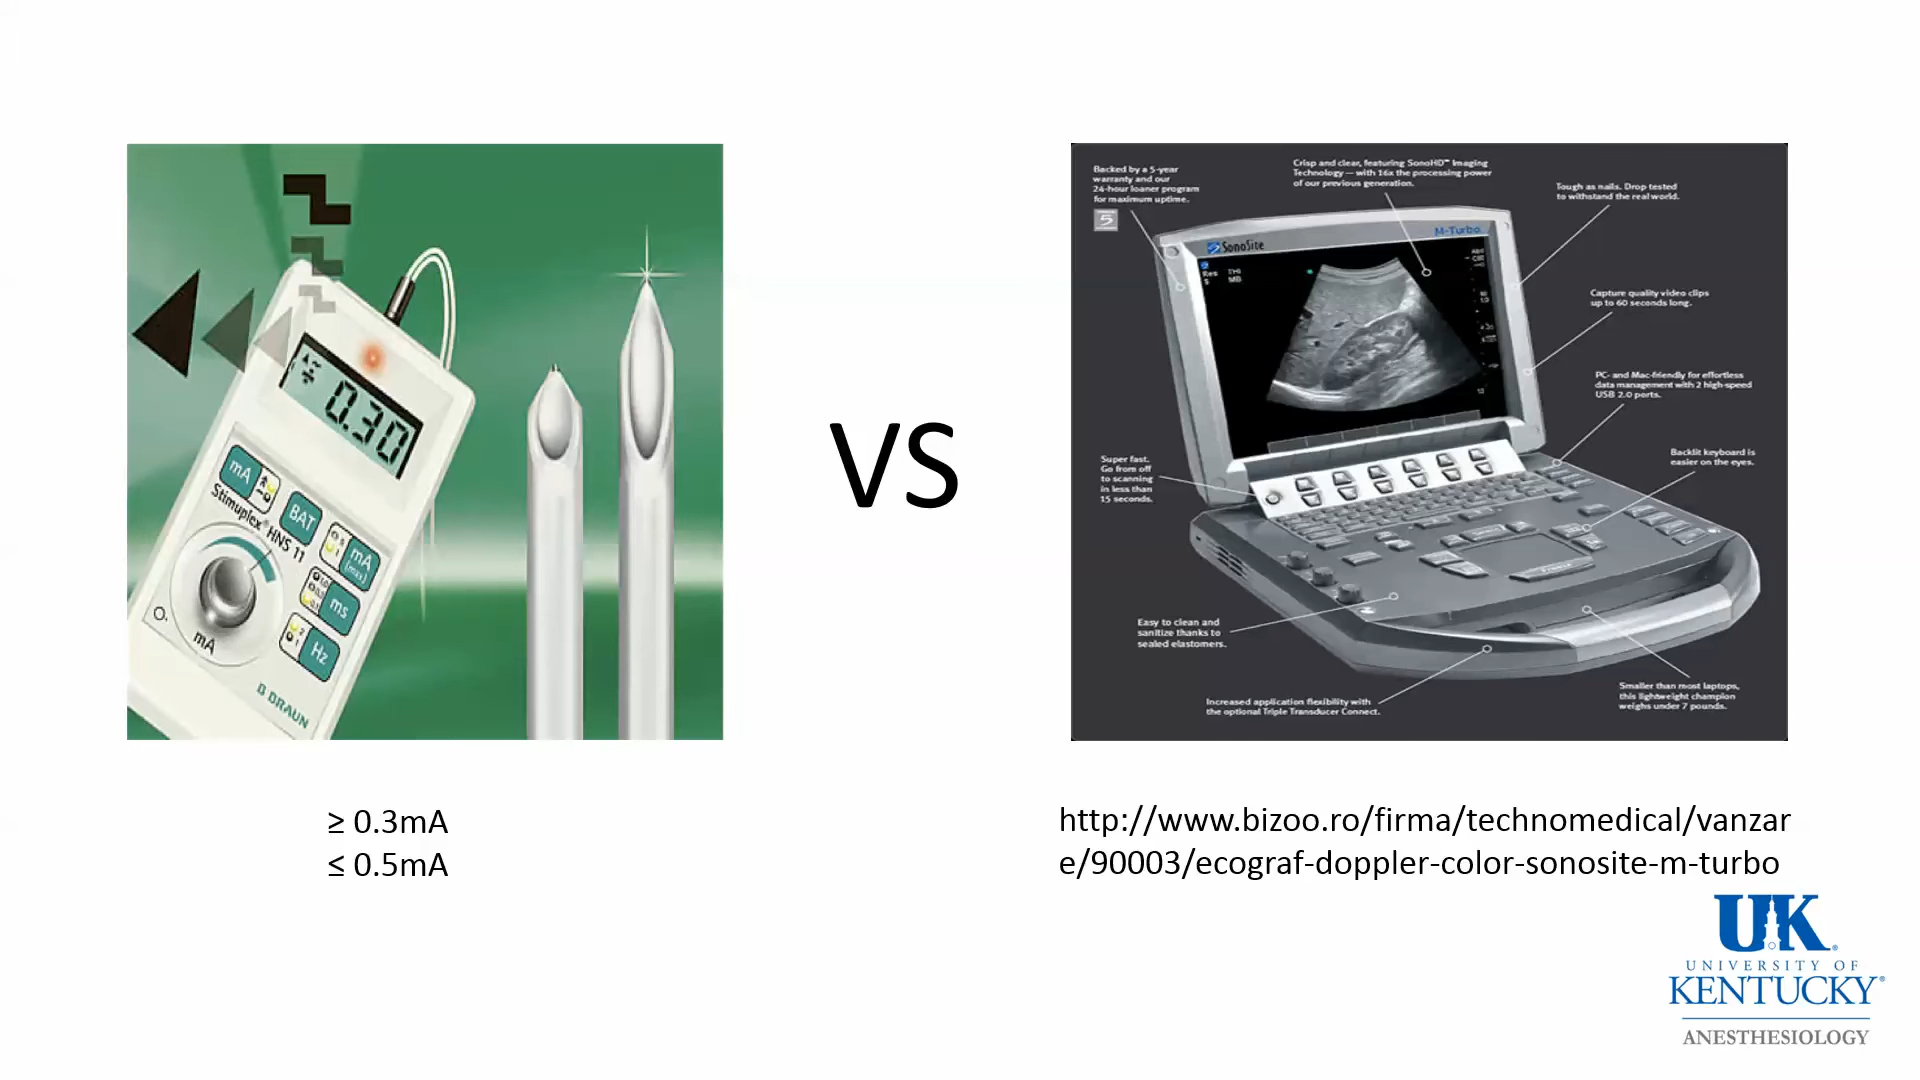 0.30
mA
Stimuplex® HNS 11
BAT
mA
(max)
ms
Hz
mA
B BRAUN
≥ 0.3mA
≤ 0.5mA
VS
Backed by a 5-year
warranty and our
24-hour loaner program
for maximum uptime.
5
Crisp and clear, featuring SonoHD™ Imaging
Technology — with 16x the processing power
of our previous generation.
Tough as nails. Drop tested
to withstand the real world.
SonoSite
M-Turbo
Res
S
THI
MB
Capture quality video clips
up to 60 seconds long.
PC- and Mac-friendly for effortless
data management with 2 high-speed
USB 2.0 ports.
Super fast.
Go from off
to scanning
in less than
15 seconds.
Backlit keyboard is
easier on the eyes.
Easy to clean and
sanitize thanks to
sealed elastomers.
Increased application flexibility with
the optional Triple Transducer Connect.
Smaller than most laptops,
this lightweight champion
weighs under 7 pounds.
http://www.bizoo.ro/firma/technomedical/vanzar
e/90003/ecograf-doppler-color-sonosite-m-turbo
UK®
UNIVERSITY OF
KENTUCKY®
ANESTHESIOLOGY